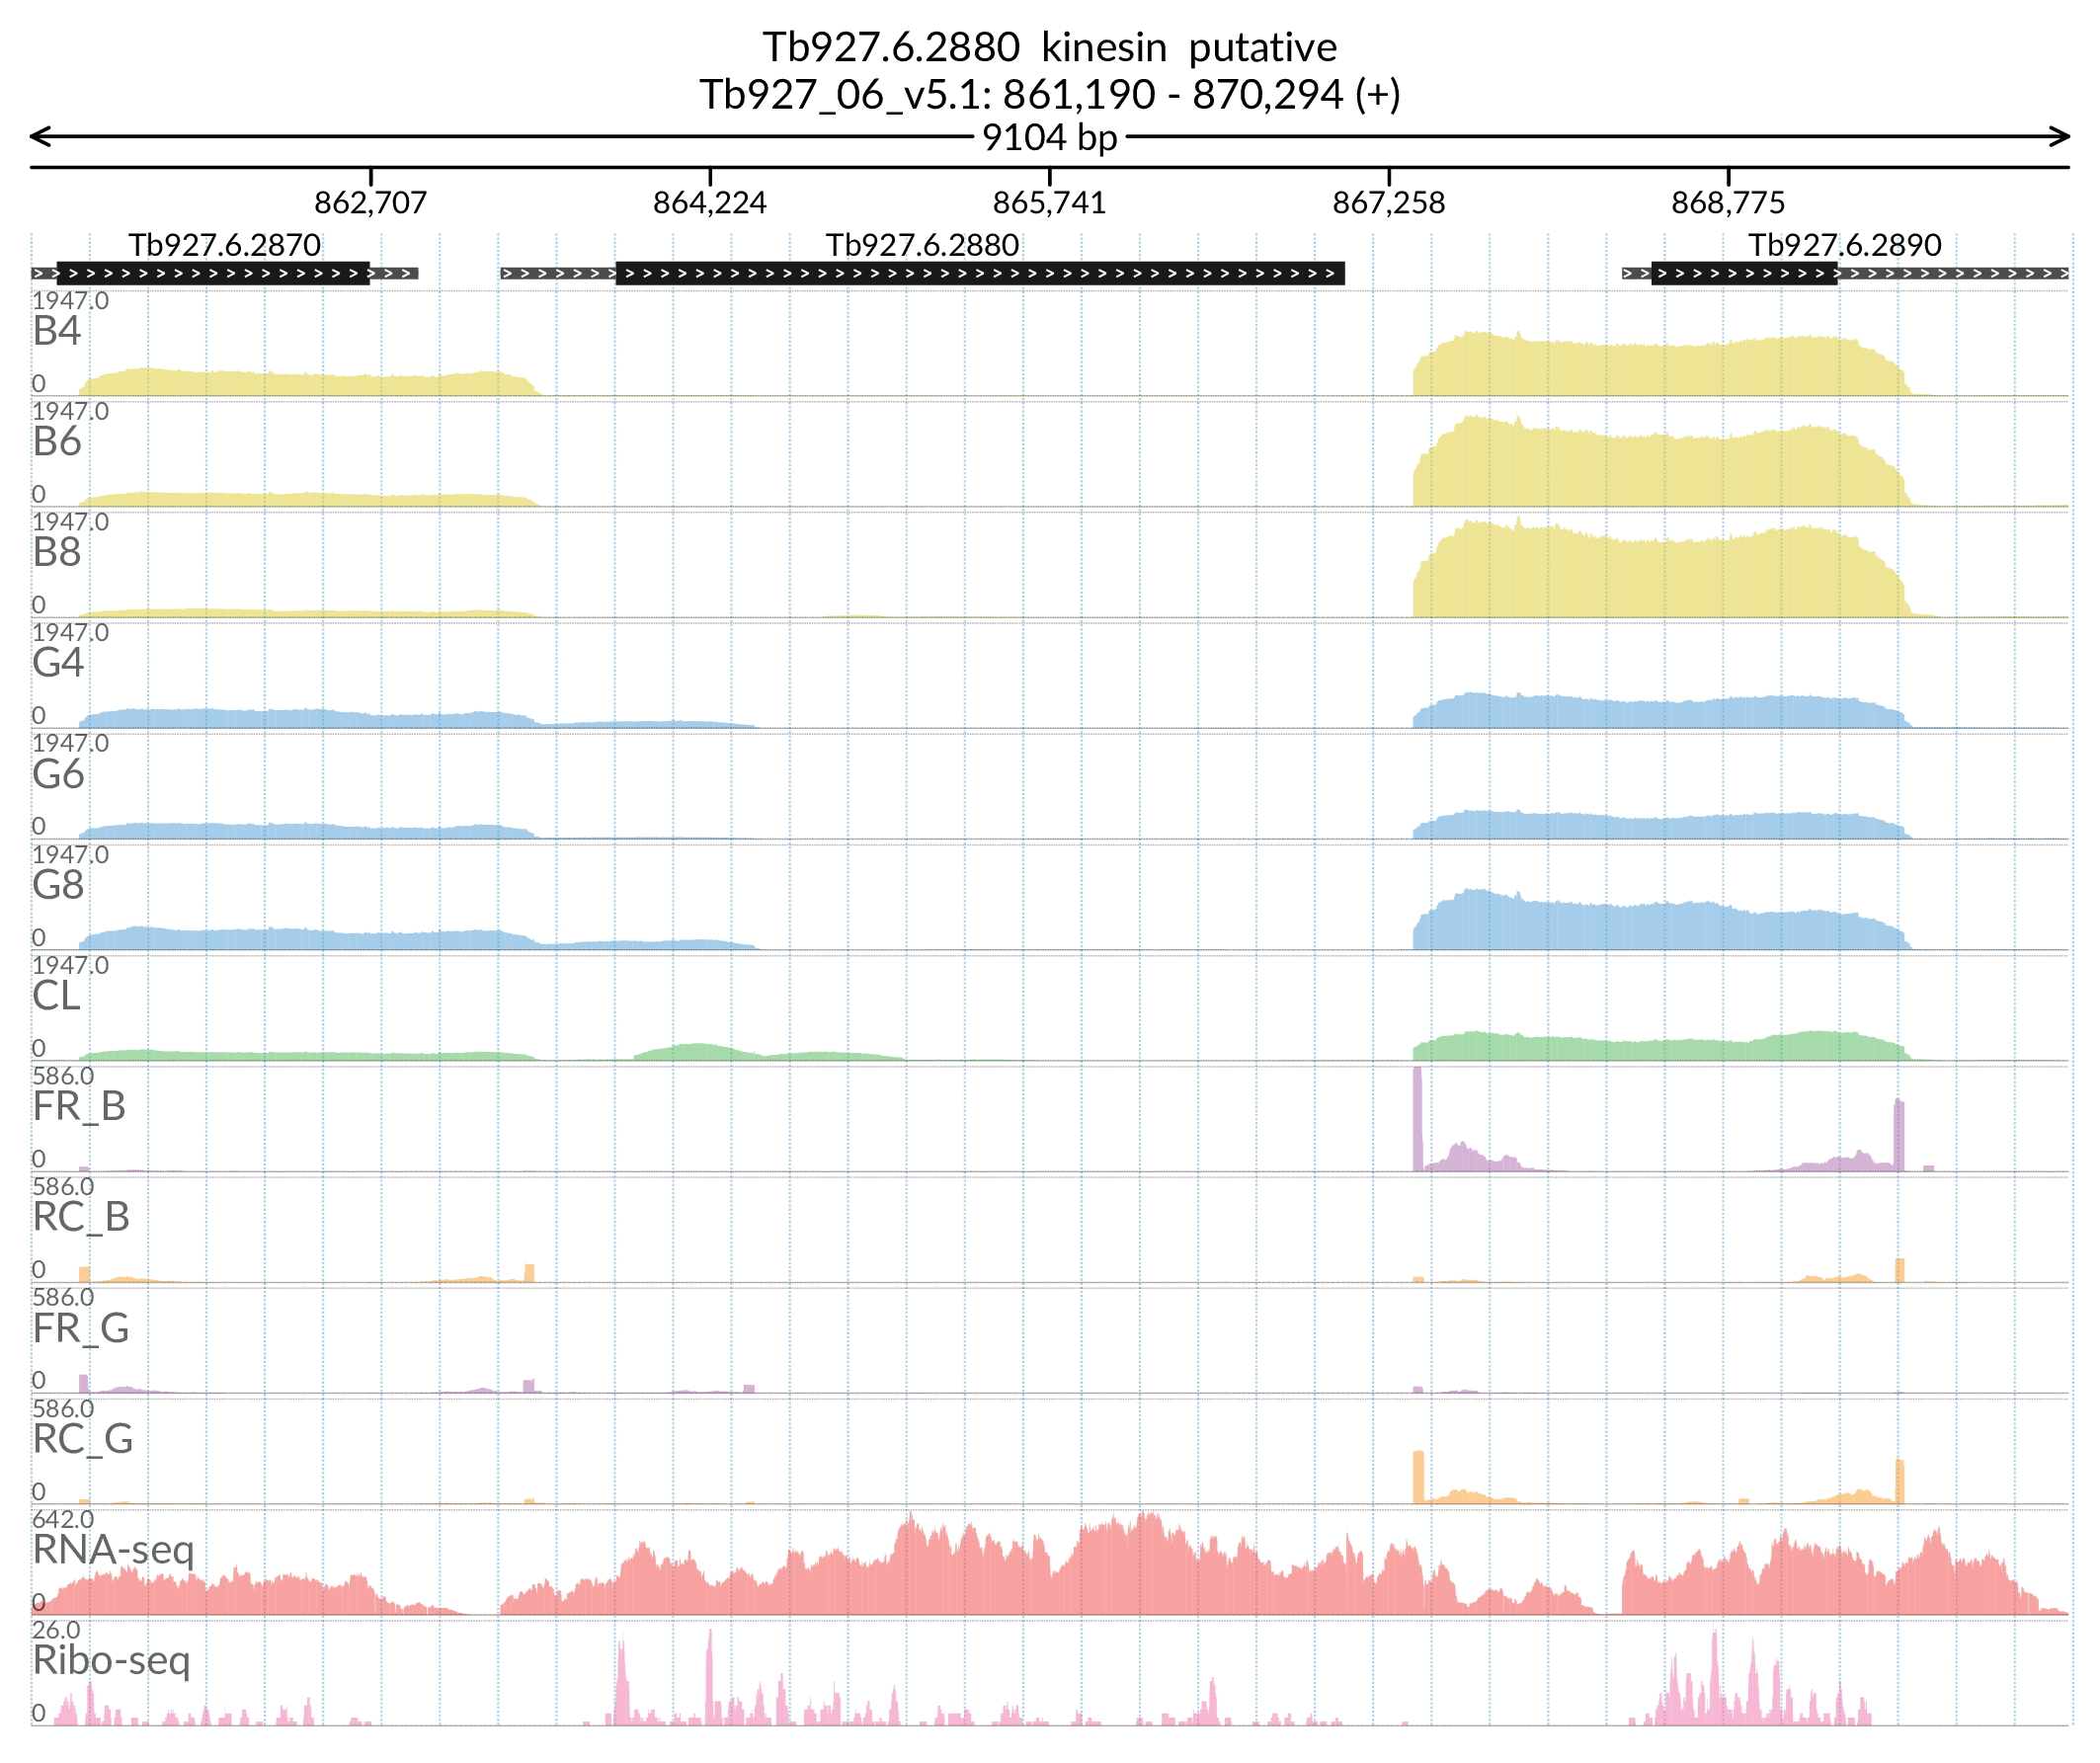 Tb927.6.2880 kinesin putative
Tb927_06_v5.1: 861,190 - 870,294 (+)
9104 bp
862,707 864,224 865,741 867,258 868,775
Tb927.6.2870 Tb927.6.2880 Tb927.6.2890
1947.0
B4
0
1947.0
B6
0
1947.0
B8
0
1947.0
G4
0
1947.0
G6
0
1947.0
G8
0
1947.0
CL
0
586.0
FR_B
0
586.0
RC_B
0
586.0
FR_G
0
586.0
RC_G
0
642.0
RNA-seq
0
26.0
Ribo-seq
0